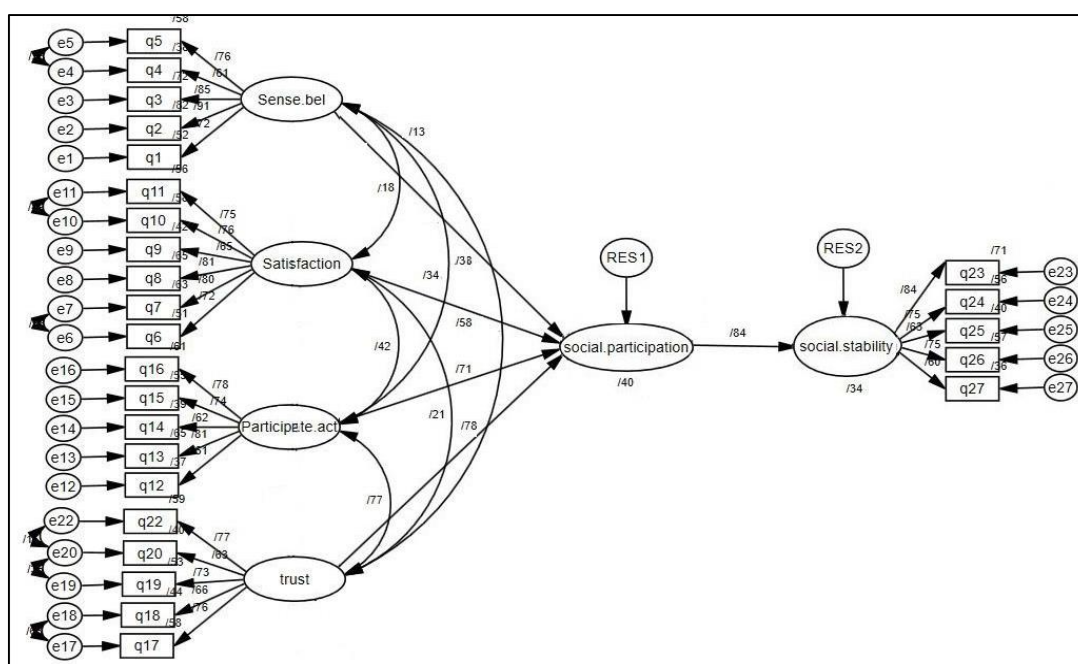 /58
e5 q5 /38 /76
e4 q4 /72 /61
e3 q3 /82 /85 Sense.bel /13
e2 q2 /91
e1 q1 /52 /72
/56 /18
e11 q11
e10 q10 /75
e9 q9 /42 /76 /65
e8 q8 /65 /81 Satisfaction /34 /38
e7 q7 /63 /80
e6 q6 /51 /72 /58
/61 /42
RES1 RES2
/71
q23 e23
/84 /56
q24 e24
/75 /40
q25 e25
/63 /57
social.participation /84 social.stability /75 q26 e26
/36
q27 e27
/40 /34
e16 q16 /78 /71
e15 q15 /39 /74
e14 q14 /65 /62 Participate.act /21 /78
e13 q13 /81
e12 q12 /37
/59
e22 q22 /40 /77 /77
e20 q20 /53 /63
e19 q19 /44 /73 trust
e18 q18 /66
e17 q17 /58 /76